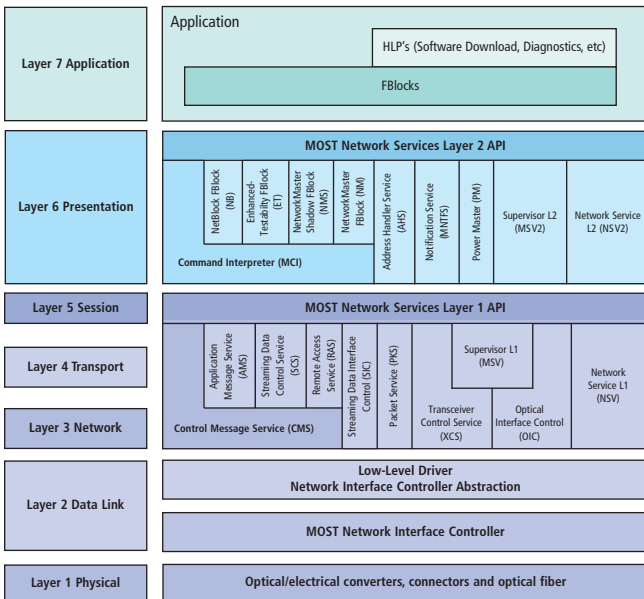 Layer 7 Application
Application
HLP's (Software Download, Diagnostics, etc)
FBlocks
Layer 6 Presentation
MOST Network Services Layer 2 API
NetBlock FBlock
(NB)
Enhanced-
Testabilty FBlock
(ET)
NetworkMaster
Shadow FBlock
(NMS)
NetworkMaster
FBlock (NM)
Address Handler Service
(AHS)
Notification Service
(MNTFS)
Power Master (PM)
Supervisor L2
(MSV2)
Network Service
L2 (NSV2)
Command Interpreter (MCI)
Layer 5 Session
MOST Network Services Layer 1 API
Layer 4 Transport
Application
Message Service
(AMS)
Streaming Data
Control Service
(SCS)
Remote Access
Service (RAS)
Streaming Data Interface
Control (SIC)
Packet Service (PKS)
Supervisor L1
(MSV)
Network
Service L1
(NSV)
Layer 3 Network
Control Message Service (CMS)
Transceiver
Control Service
(XCS)
Optical
Interface Control
(OIC)
Layer 2 Data Link
Low-Level Driver
Network Interface Controller Abstraction
MOST Network Interface Controller
Layer 1 Physical
Optical/electrical converters, connectors and optical fiber